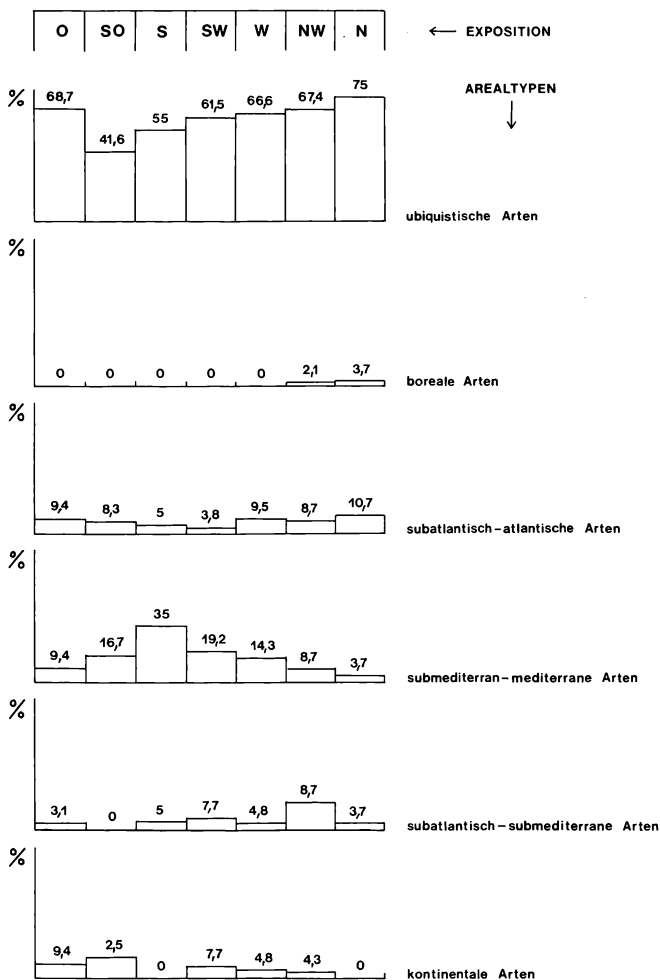 O SO S SW W NW N ← EXPOSITION
% AREALTYPEN
↓
68,7 41,6 55 61,5 66,6 67,4 75
ubiquistische Arten
%
0 0 0 0 0 2,1 3,7
boreale Arten
%
9,4 8,3 5 3,8 9,5 8,7 10,7
subatlantisch-atlantische Arten
%
9,4 16,7 35 19,2 14,3 8,7 3,7
submediterran-mediterrane Arten
%
3,1 0 5 7,7 4,8 8,7 3,7
subatlantisch-submediterrane Arten
%
9,4 2,5 0 7,7 4,8 4,3 0
kontinentale Arten